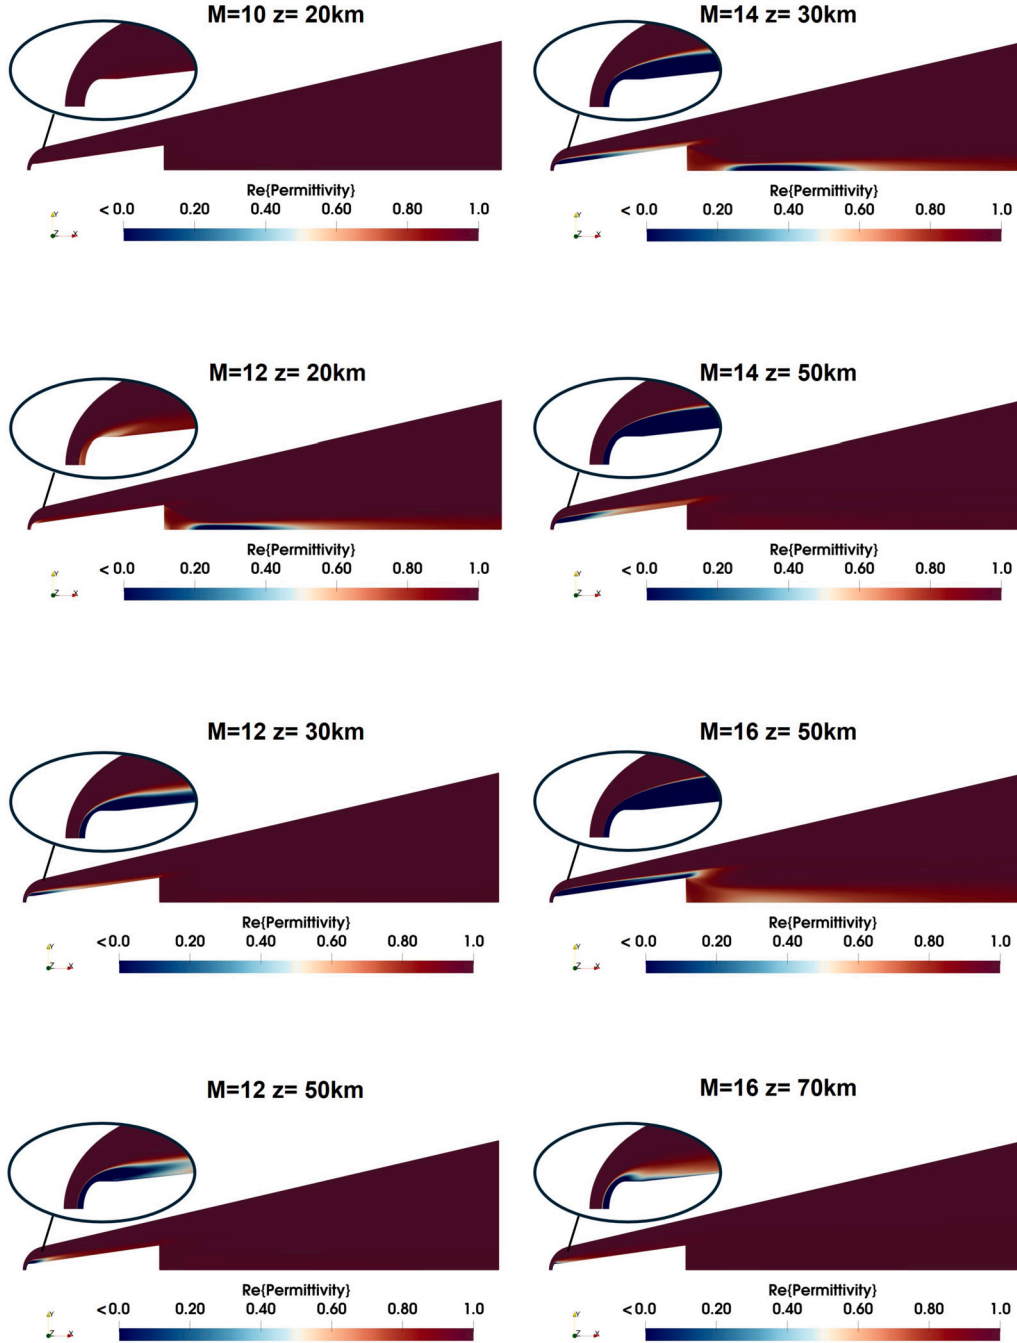 M=10 z= 20km
Re{Permittivity}
< 0.0 0.20 0.40 0.60 0.80 1.0
Y
Z X
M=14 z= 30km
Re{Permittivity}
< 0.0 0.20 0.40 0.60 0.80 1.0
Y
Z X
M=12 z= 20km
Re{Permittivity}
< 0.0 0.20 0.40 0.60 0.80 1.0
Y
Z X
M=14 z= 50km
Re{Permittivity}
< 0.0 0.20 0.40 0.60 0.80 1.0
Y
Z X
M=12 z= 30km
Re{Permittivity}
< 0.0 0.20 0.40 0.60 0.80 1.0
Y
Z X
M=16 z= 50km
Re{Permittivity}
< 0.0 0.20 0.40 0.60 0.80 1.0
Y
Z X
M=12 z= 50km
Re{Permittivity}
< 0.0 0.20 0.40 0.60 0.80 1.0
Y
Z X
M=16 z= 70km
Re{Permittivity}
< 0.0 0.20 0.40 0.60 0.80 1.0
Y
Z X